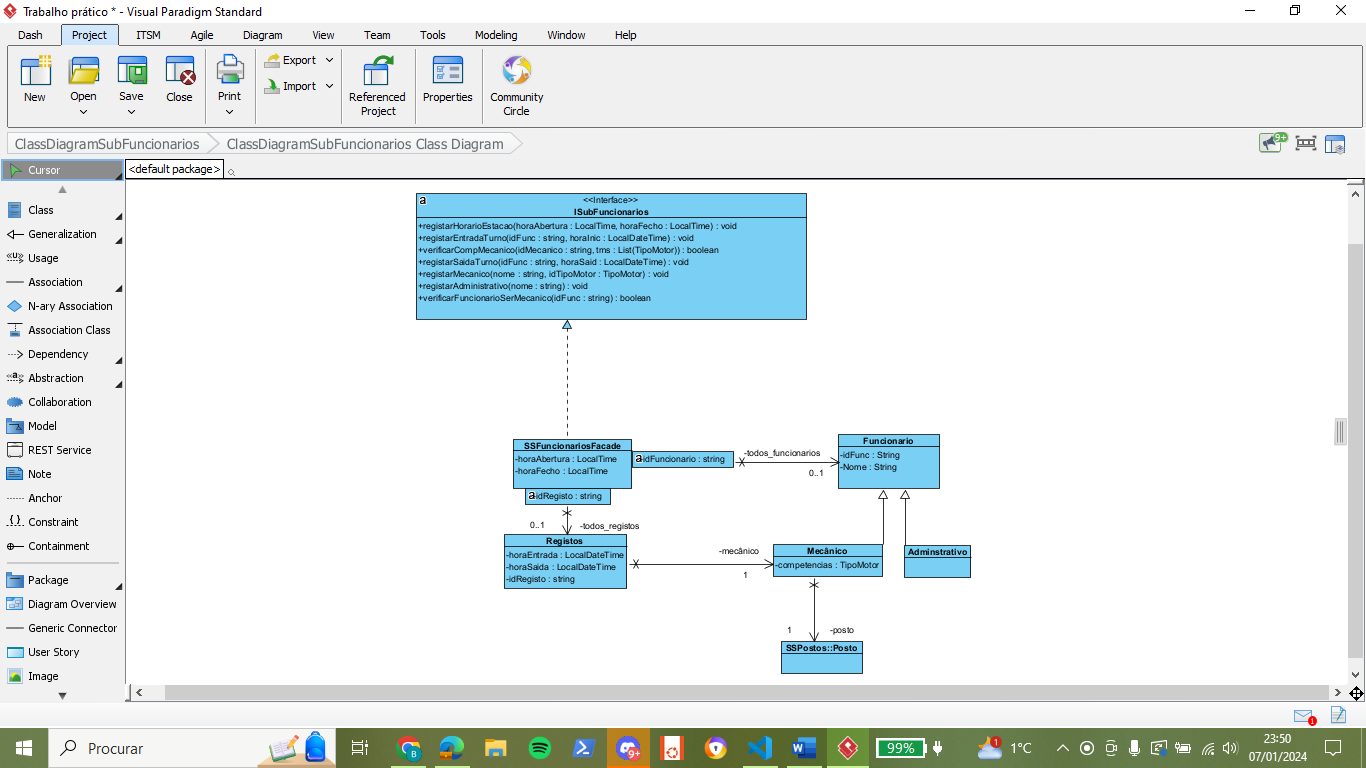 Trabalho prático * - Visual Paradigm Standard
Dash Project ITSM Agile Diagram View Team Tools Modeling Window Help
New Open Save Close Print Export Import Referenced Project Properties Community Circle
ClassDiagramSubFuncionarios ClassDiagramSubFuncionarios Class Diagram
9+
Cursor
<default package>
Class
Generalization
Usage
Association
N-ary Association
Association Class
Dependency
Abstraction
Collaboration
Model
REST Service
Note
Anchor
Constraint
Containment
Package
Diagram Overview
Generic Connector
User Story
Image
a
<<Interface>>
ISubFuncionarios
+registarHorarioEstacao(horaAbertura : LocalTime, horaFecho : LocalTime) : void
+registarEntradaTurno(idFunc : string, horaInic : LocalDateTime) : void
+verificarCompMecanico(idMecanico : string, tms : List(TipoMotor)) : boolean
+registarSaidaTurno(idFunc : string, horaSaid : LocalDateTime) : void
+registarMecanico(nome : string, idTipoMotor : TipoMotor) : void
+registarAdministrativo(nome : string) : void
+verificarFuncionarioSerMecanico(idFunc : string) : boolean
SSFuncionariosFacade
-horaAbertura : LocalTime
-horaFecho : LocalTime
a-idFuncionario : string
-todos_funcionarios
0..1
Funcionario
-idFunc : String
-Nome : String
a-idRegisto : string
0..1
-todos_registos
Registos
-horaEntrada : LocalDateTime
-horaSaida : LocalDateTime
-idRegisto : string
-mecânico
1
Mecânico
-competencias : TipoMotor
Adminstrativo
1
-posto
SSPostos::Posto
1
Procurar
9+
99%
1
1°C
23:50
07/01/2024